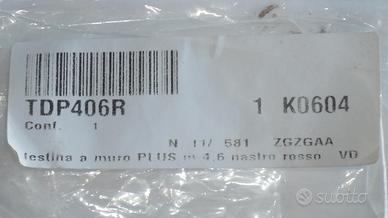 TDP406R 1 K0604
Conf. 1
N 11/ 581 ZGZGAA
testina a muro PLUS m 4,6 nastro rosso VD
subito